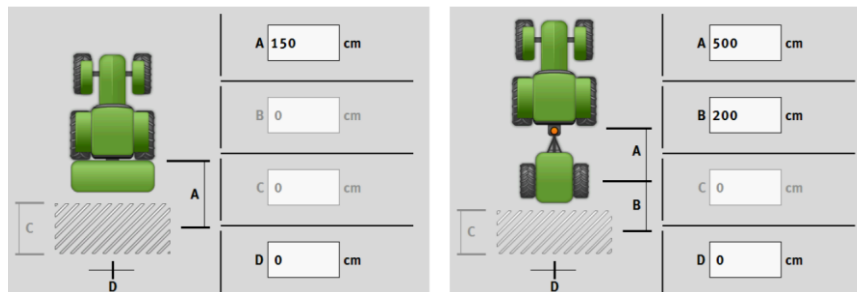 A 150 cm
B 0 cm
A
C 0 cm
C
D 0 cm
D
A 500 cm
B 200 cm
A
C 0 cm
B
C
D 0 cm
D